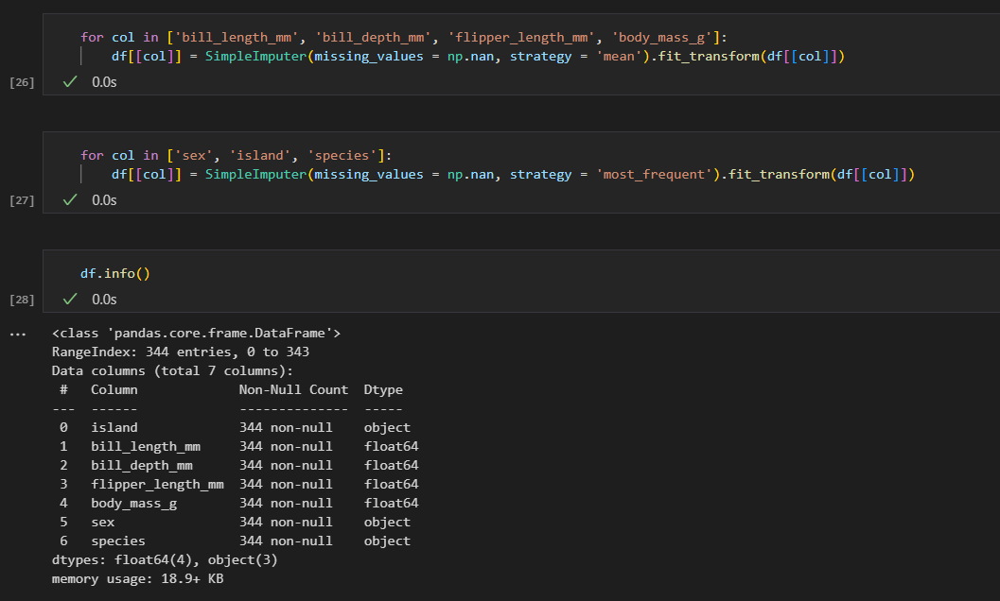 for col in ['bill_length_mm', 'bill_depth_mm', 'flipper_length_mm', 'body_mass_g']:
    df[[col]] = SimpleImputer(missing_values = np.nan, strategy = 'mean').fit_transform(df[[col]])
[26] ✓ 0.0s
for col in ['sex', 'island', 'species']:
    df[[col]] = SimpleImputer(missing_values = np.nan, strategy = 'most_frequent').fit_transform(df[[col]])
[27] ✓ 0.0s
df.info()
[28] ✓ 0.0s
... <class 'pandas.core.frame.DataFrame'>
RangeIndex: 344 entries, 0 to 343
Data columns (total 7 columns):
 #   Column             Non-Null Count  Dtype
---  ------             --------------  -----
 0   island             344 non-null    object
 1   bill_length_mm     344 non-null    float64
 2   bill_depth_mm      344 non-null    float64
 3   flipper_length_mm  344 non-null    float64
 4   body_mass_g        344 non-null    float64
 5   sex                344 non-null    object
 6   species            344 non-null    object
dtypes: float64(4), object(3)
memory usage: 18.9+ KB